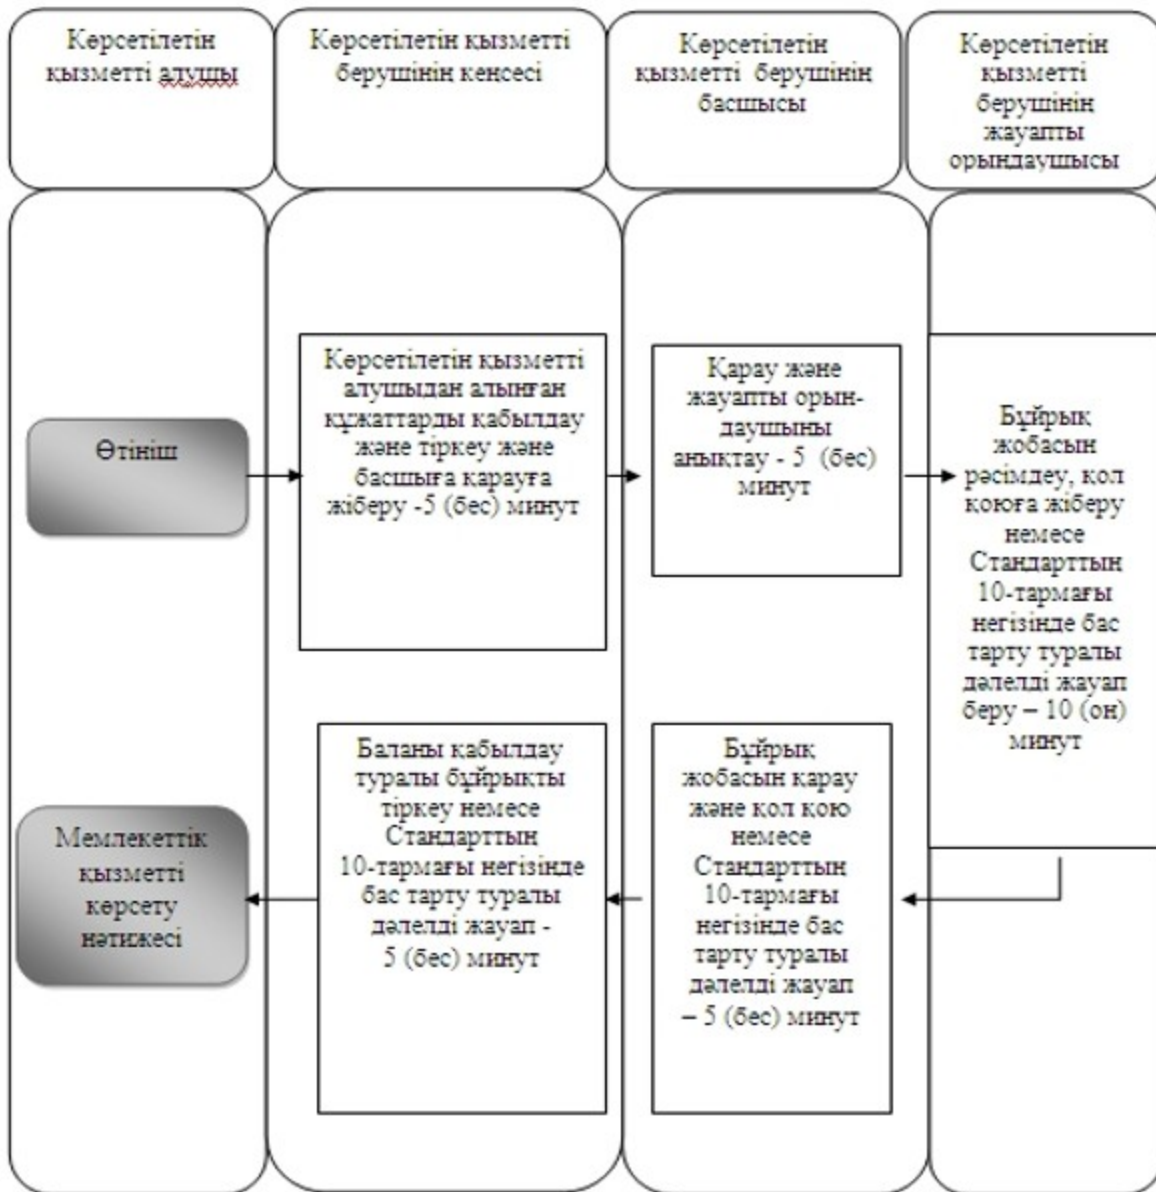 Көрсетілетін
қызметті алушы
Көрсетілетін қызметті
берушінің кеңсесі
Көрсетілетін
қызметті берушінің
басшысы
Көрсетілетін
қызметті
берушінің
жауапты
орындаушысы
Өтініш
Көрсетілетін қызметті
алушыдан алынған
құжаттарды қабылдау
және тіркеу және
басшыға қарауға
жіберу -5 (бес) минут
Қарау және
жауапты орын-
даушыны
анықтау - 5 (бес)
минут
Бұйрық
жобасын
рәсімдеу, қол
қоюға жіберу
немесе
Стандарттың
10-тармағы
негізінде бас
тарту туралы
дәлелді жауап
беру – 10 (он)
минут
Бұйрық
жобасын қарау
және қол қою
немесе
Стандарттың
10-тармағы
негізінде бас
тарту туралы
дәлелді жауап
– 5 (бес) минут
Баланы қабылдау
туралы бұйрықты
тіркеу немесе
Стандарттың
10-тармағы негізінде
бас тарту туралы
дәлелді жауап -
5 (бес) минут
Мемлекеттік
қызметті
көрсету
нәтижесі